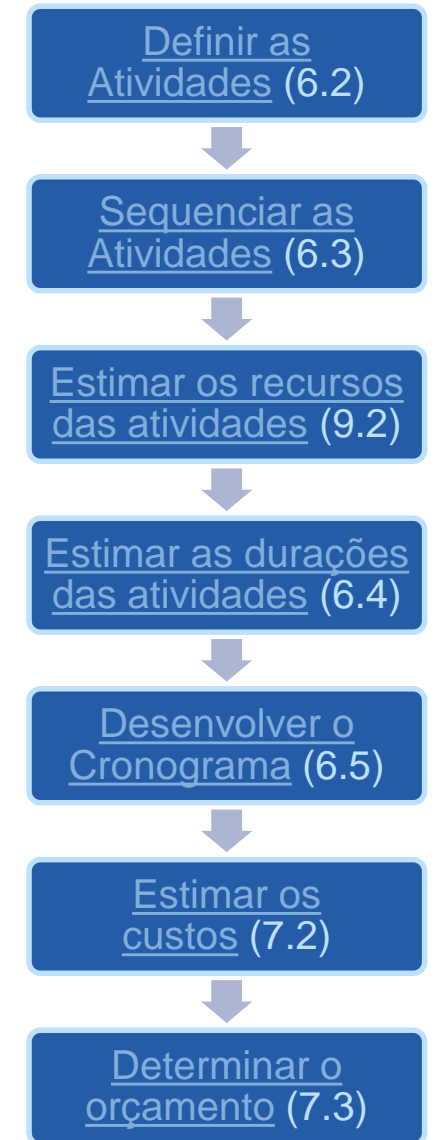 Definir as
Atividades (6.2)
Sequenciar as
Atividades (6.3)
Estimar os recursos
das atividades (9.2)
Estimar as durações
das atividades (6.4)
Desenvolver o
Cronograma (6.5)
Estimar os
custos (7.2)
Determinar o
orçamento (7.3)